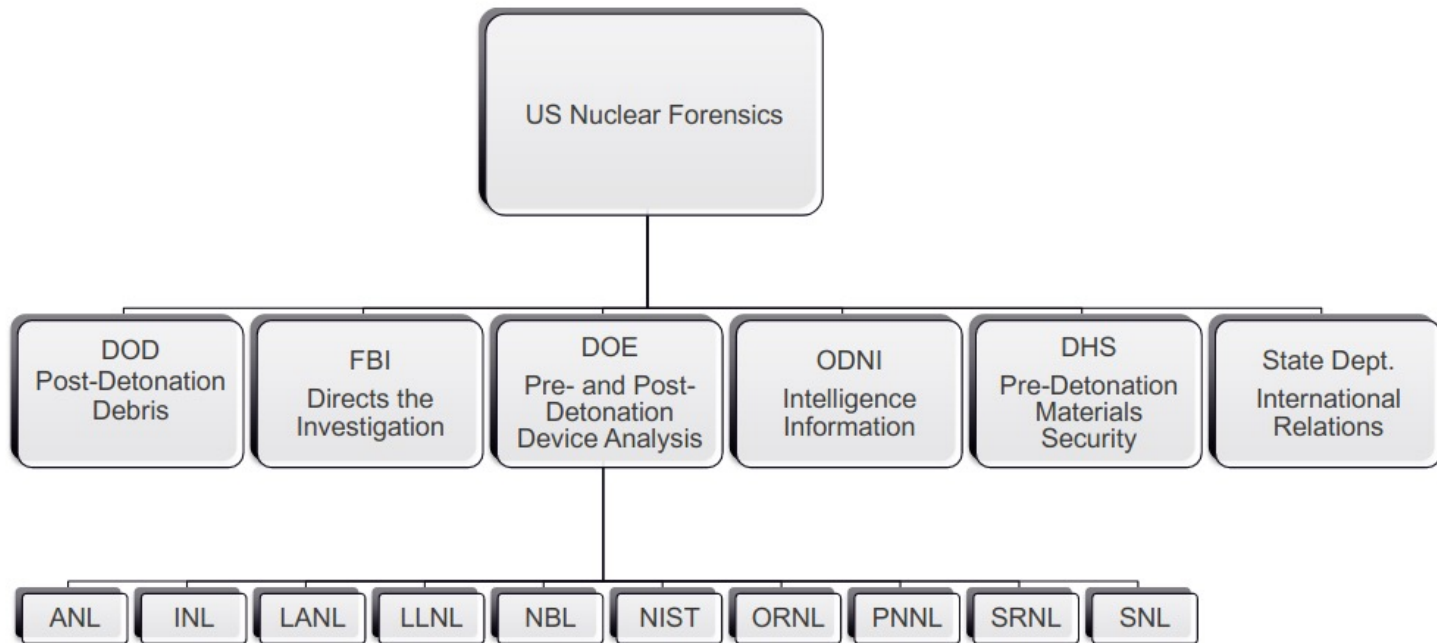 US Nuclear Forensics
DOD
Post-Detonation
Debris
FBI
Directs the
Investigation
DOE
Pre- and Post-
Detonation
Device Analysis
ODNI
Intelligence
Information
DHS
Pre-Detonation
Materials
Security
State Dept.
International
Relations
ANL
INL
LANL
LLNL
NBL
NIST
ORNL
PNNL
SRNL
SNL